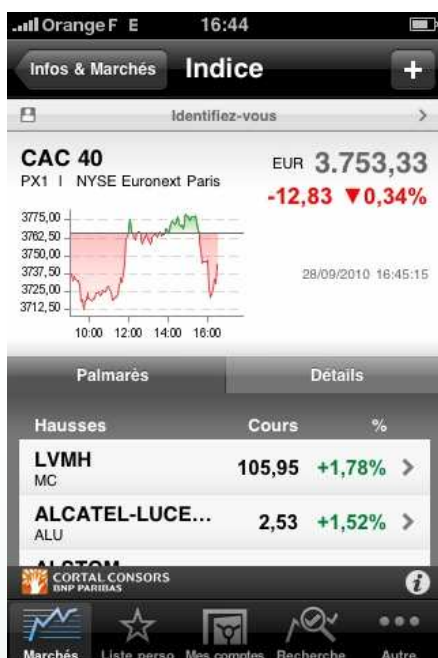 Orange F E 16:44
Infos & Marchés Indice +
Identifiez-vous >
CAC 40 EUR 3.753,33
PX1 | NYSE Euronext Paris -12,83 ▼0,34%
3775,00
3762,50
3750,00
3737,50
3725,00
3712,50
28/09/2010 16:45:15
10:00 12:00 14:00 16:00
Palmarès Détails
Hausses Cours %
LVMH 105,95 +1,78% >
MC
ALCATEL-LUCE... 2,53 +1,52% >
ALU
ALSTOM
CORTAL CONSORS
BNP PARIBAS
Marchés Liste perso Mes comptes Recherche Autre